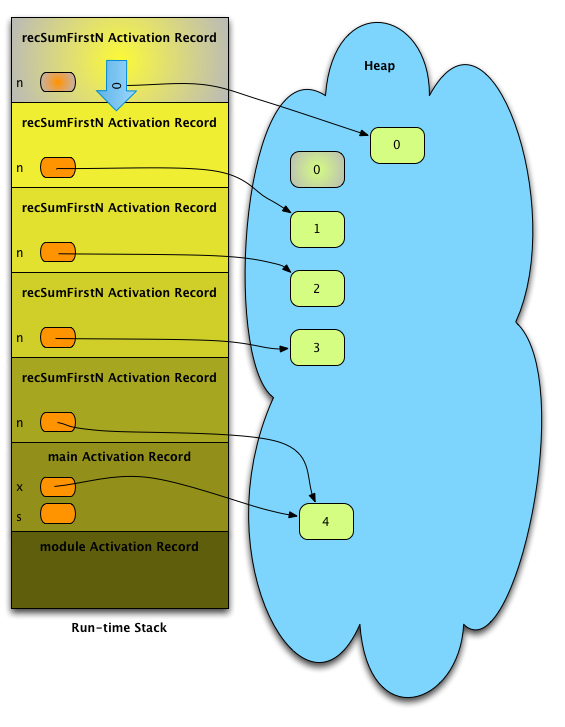 recSumFirstN Activation Record
n
0
recSumFirstN Activation Record
n
recSumFirstN Activation Record
n
recSumFirstN Activation Record
n
recSumFirstN Activation Record
n
main Activation Record
x
s
module Activation Record
Run-time Stack
Heap
0
0
1
2
3
4